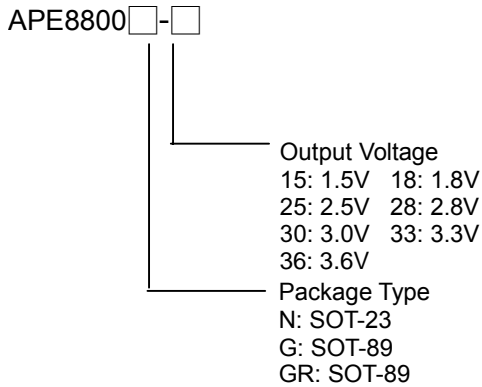 APE8800□-□
Output Voltage
15: 1.5V 18: 1.8V
25: 2.5V 28: 2.8V
30: 3.0V 33: 3.3V
36: 3.6V
Package Type
N: SOT-23
G: SOT-89
GR: SOT-89